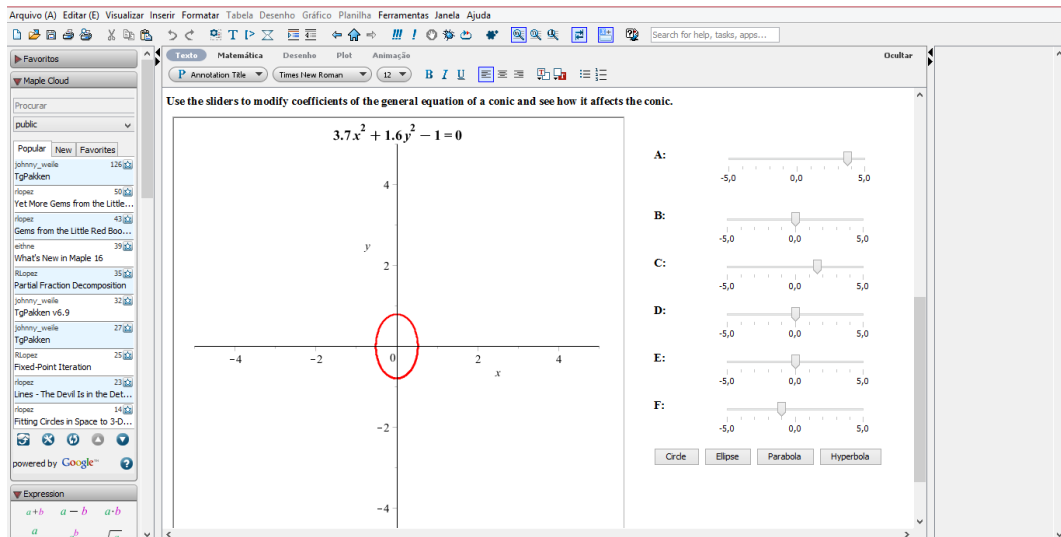 Arquivo (A) Editar (E) Visualizar Inserir Formatar Tabela Desenho Gráfico Planilha Ferramentas Janela Ajuda
Search for help, tasks, apps...
Favoritos
Maple Cloud
Procurar
public
Popular New Favorites
johnny_weile 126
TgPakken
rlopez 50
Yet More Gems from the Little...
rlopez 43
Gems from the Little Red Boo...
eithne 39
What's New in Maple 16
RLopez 35
Partial Fraction Decomposition
johnny_weile 32
TgPakken v6.9
johnny_weile 27
TgPakken
RLopez 25
Fixed-Point Iteration
rlopez 23
Lines - The Devil Is in the Det...
rlopez 14
Fitting Circles in Space to 3-D...
powered by Google™
Expression
a+b a − b a·b
Texto Matemática Desenho Plot Animação Ocultar
P Annotation Title Times New Roman 12 B I U
Use the sliders to modify coefficients of the general equation of a conic and see how it affects the conic.
3.7 x² + 1.6 y² − 1 = 0
4
y
2
−4 −2 0 2 4
x
−2
−4
A:
-5,0 0,0 5,0
B:
-5,0 0,0 5,0
C:
-5,0 0,0 5,0
D:
-5,0 0,0 5,0
E:
-5,0 0,0 5,0
F:
-5,0 0,0 5,0
Circle Ellipse Parabola Hyperbola